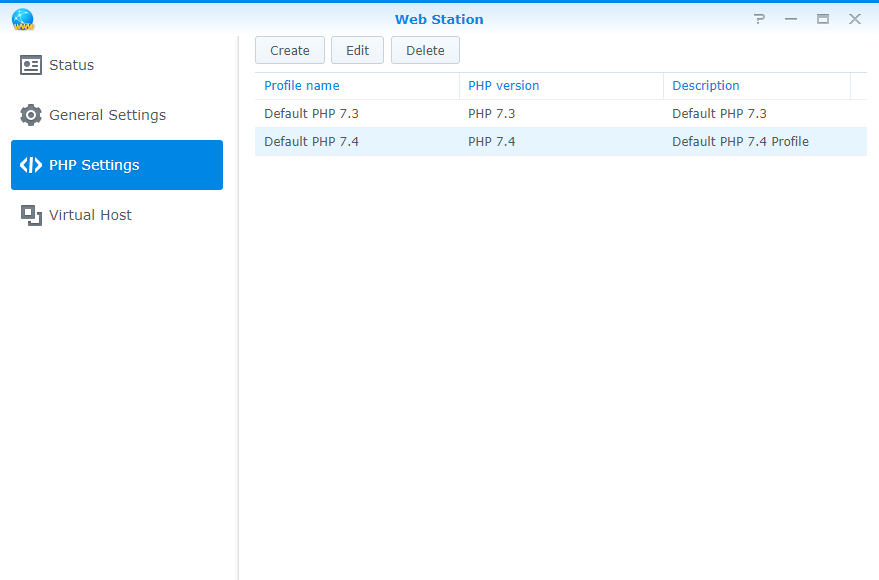 Web Station
Status
General Settings
PHP Settings
Virtual Host
Create Edit Delete
Profile name PHP version Description
Default PHP 7.3 PHP 7.3 Default PHP 7.3
Default PHP 7.4 PHP 7.4 Default PHP 7.4 Profile